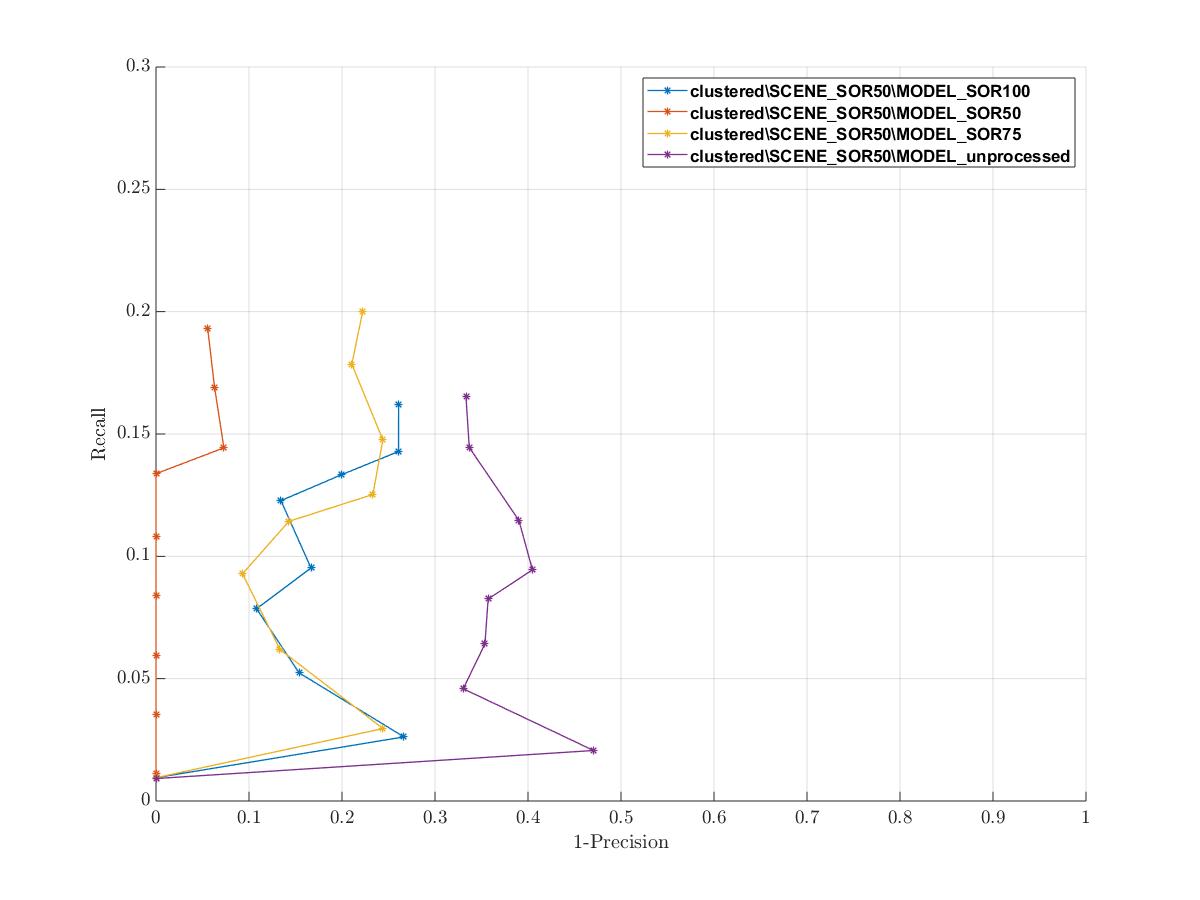 0.3
0.25
0.2
0.15
0.1
0.05
0
0 0.1 0.2 0.3 0.4 0.5 0.6 0.7 0.8 0.9 1
Recall
1-Precision
clustered\SCENE_SOR50\MODEL_SOR100
clustered\SCENE_SOR50\MODEL_SOR50
clustered\SCENE_SOR50\MODEL_SOR75
clustered\SCENE_SOR50\MODEL_unprocessed